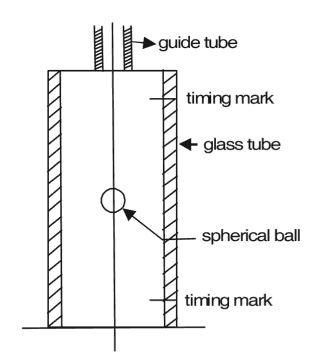 guide tube
timing mark
glass tube
spherical ball
timing mark